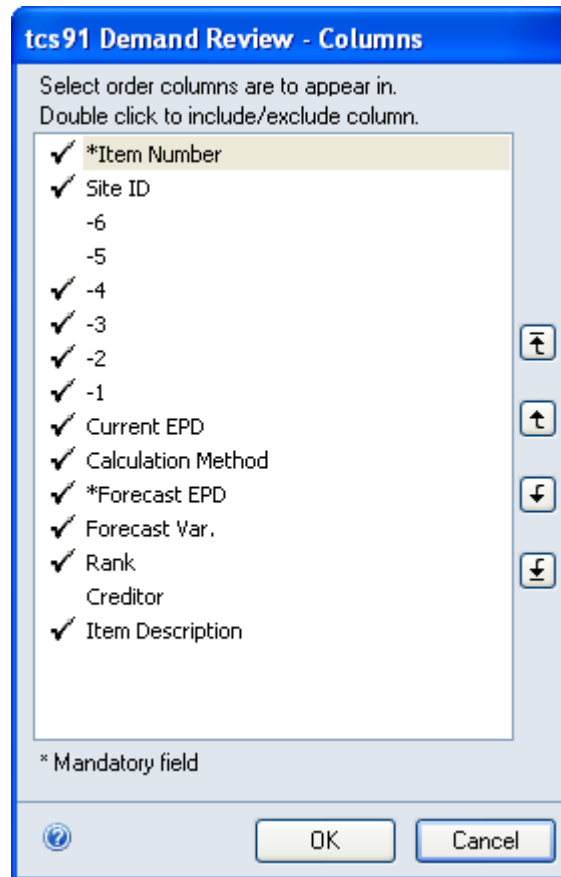 tcs91 Demand Review - Columns
Select order columns are to appear in.
Double click to include/exclude column.
*Item Number
Site ID
-6
-5
-4
-3
-2
-1
Current EPD
Calculation Method
*Forecast EPD
Forecast Var.
Rank
Creditor
Item Description
* Mandatory field
OK
Cancel